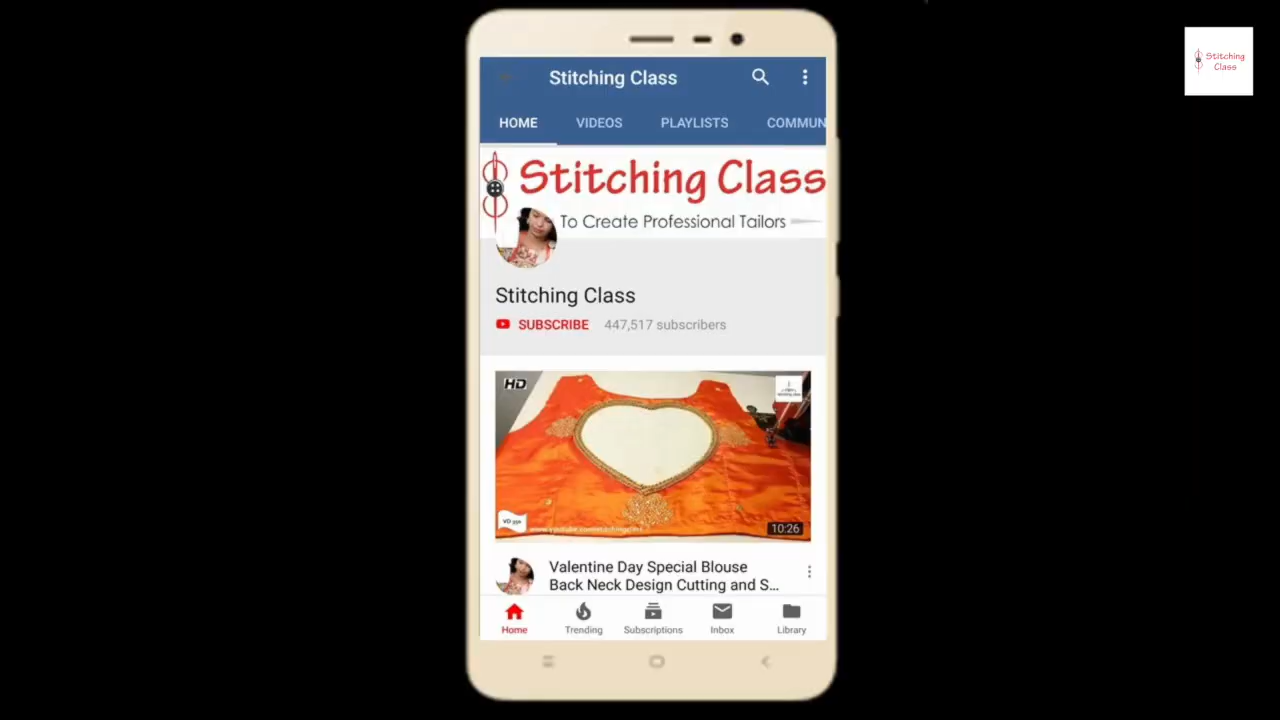 Stitching Class
HOME VIDEOS PLAYLISTS COMMUN
Stitching Class
To Create Professional Tailors
Stitching Class
SUBSCRIBE 447,517 subscribers
HD
10:26
Valentine Day Special Blouse
Back Neck Design Cutting and S...
Home Trending Subscriptions Inbox Library
Stitching
Class